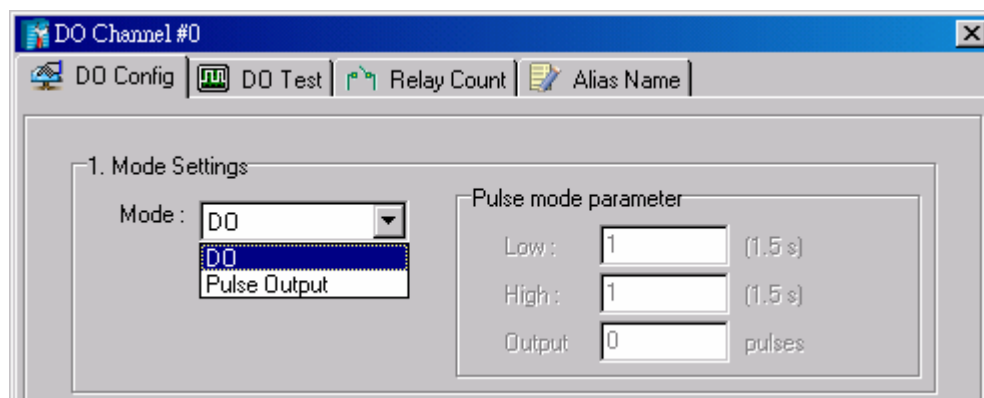 DO Channel #0
DO Config DO Test Relay Count Alias Name
1. Mode Settings
Mode : DO
DO
Pulse Output
Pulse mode parameter
Low : 1 (1.5 s)
High : 1 (1.5 s)
Output 0 pulses